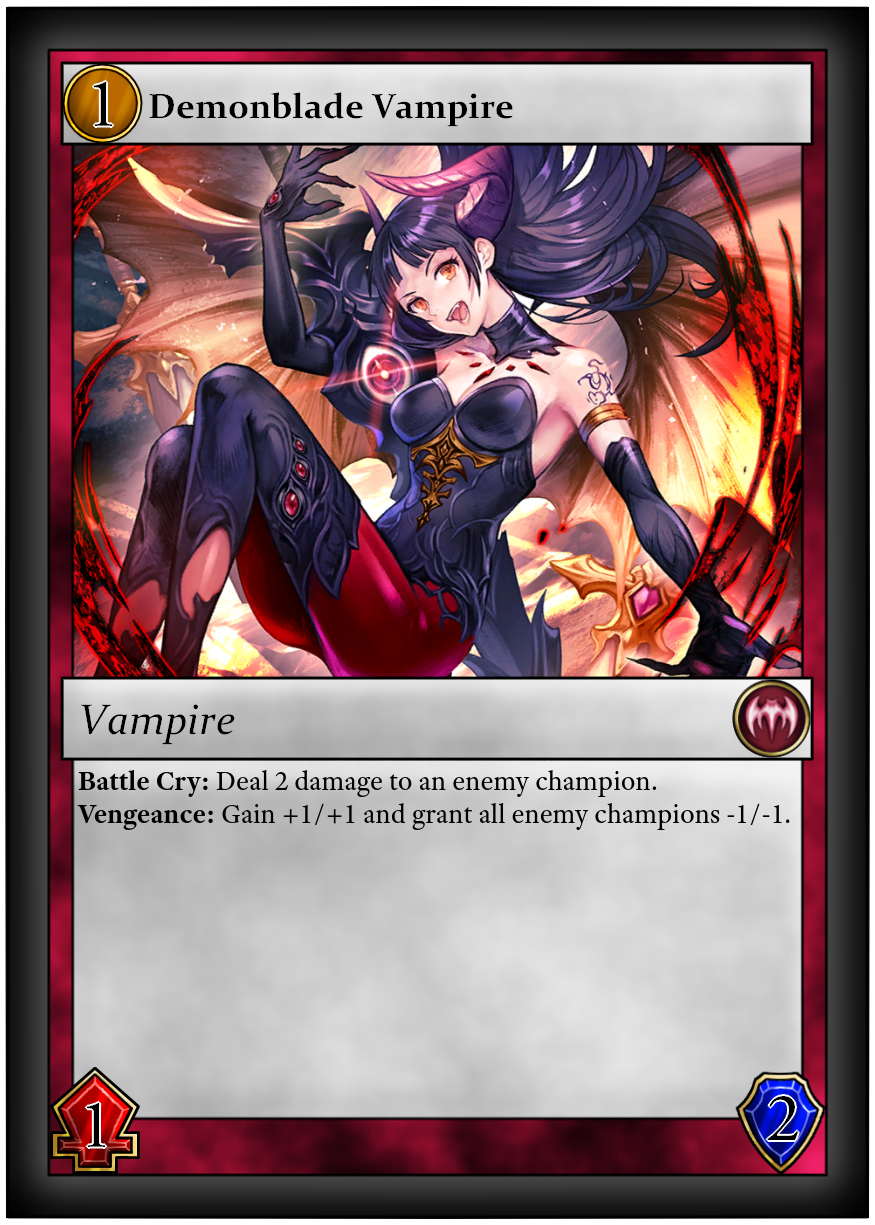 1
Demonblade Vampire
Vampire
Battle Cry: Deal 2 damage to an enemy champion.
Vengeance: Gain +1/+1 and grant all enemy champions -1/-1.
1
2